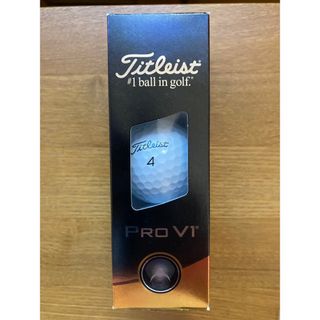 Titleist
#1 ball in golf.®
Titleist
4
PRO V1®